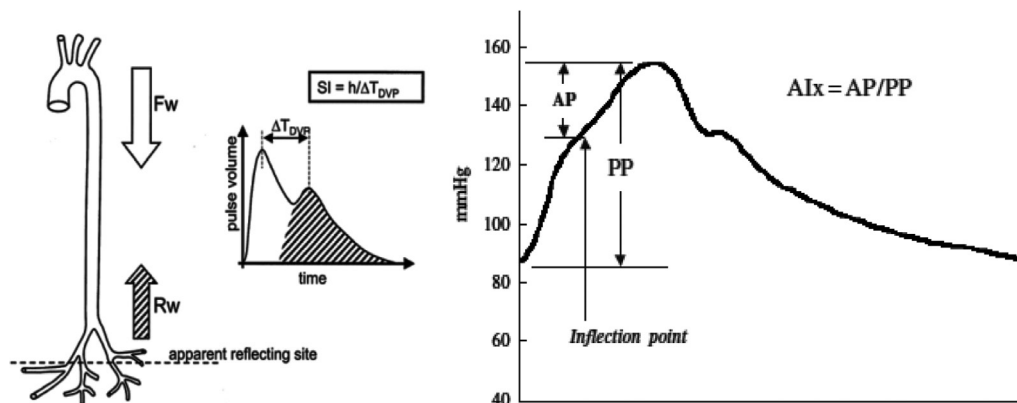 Fw
Rw
apparent reflecting site
SI = h/ΔT_DVP
ΔT_DVP
pulse volume
time
160
140
120
100
80
60
40
mmHg
AP
PP
AIx = AP/PP
Inflection point